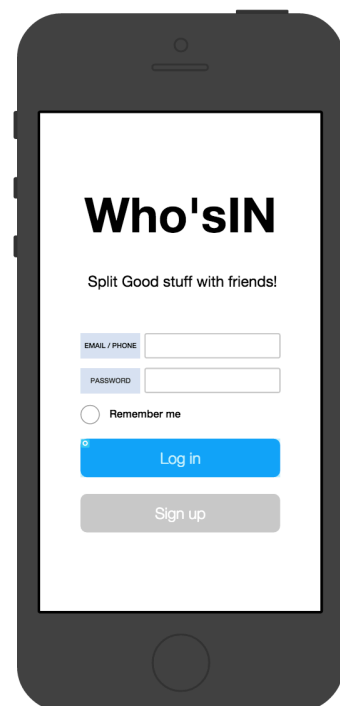 Who'sIN
Split Good stuff with friends!
EMAIL / PHONE
PASSWORD
Remember me
Log in
Sign up